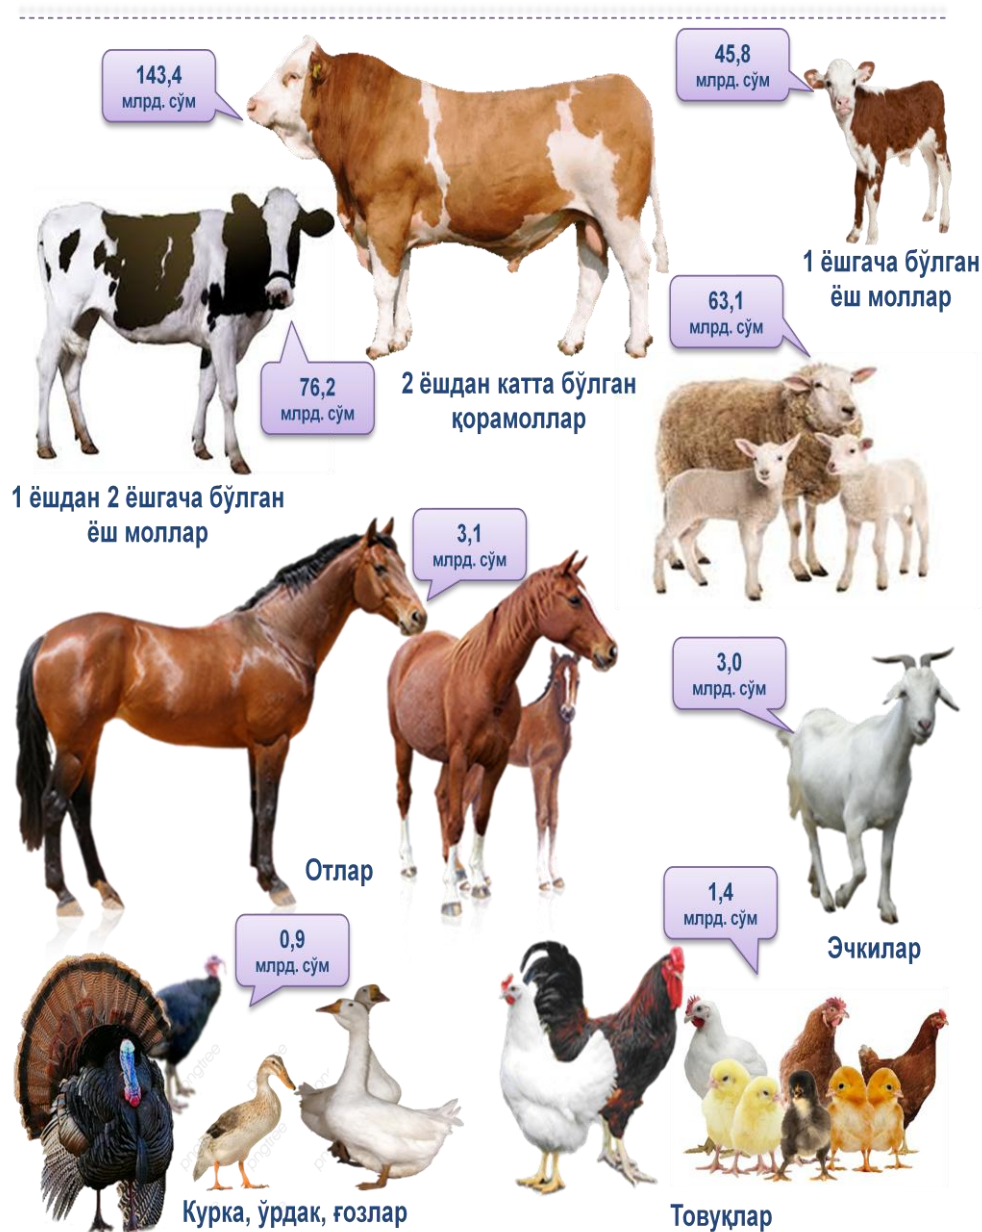 143,4
млрд. сўм
45,8
млрд. сўм
1 ёшгача бўлган
ёш моллар
63,1
млрд. сўм
76,2
млрд. сўм
2 ёшдан катта бўлган
қорамоллар
1 ёшдан 2 ёшгача бўлган
ёш моллар
3,1
млрд. сўм
3,0
млрд. сўм
Отлар
1,4
млрд. сўм
Эчкилар
0,9
млрд. сўм
pngtree
pngtree
Курка, ўрдак, ғозлар
Товуқлар